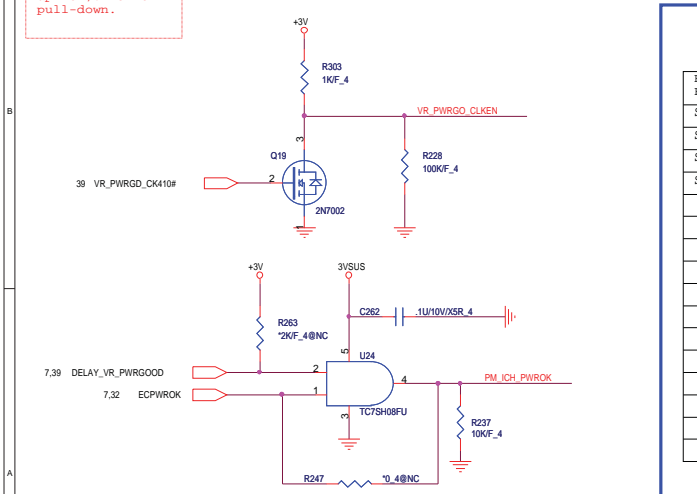 pull-down.
+3V
R303
1K/F_4
VR_PWRGO_CLKEN
B
3
Q19
R228
100K/F_4
39 VR_PWRGD_CK410#
2
2N7002
1
+3V
3VSUS
C262
.1U/10V/X5R_4
R263
*2K/F_4@NC
5
U24
7,39 DELAY_VR_PWRGOOD
2
4
PM_ICH_PWROK
7,32 ECPWROK
1
TC7SH08FU
3
R237
10K/F_4
A
R247
*0_4@NC